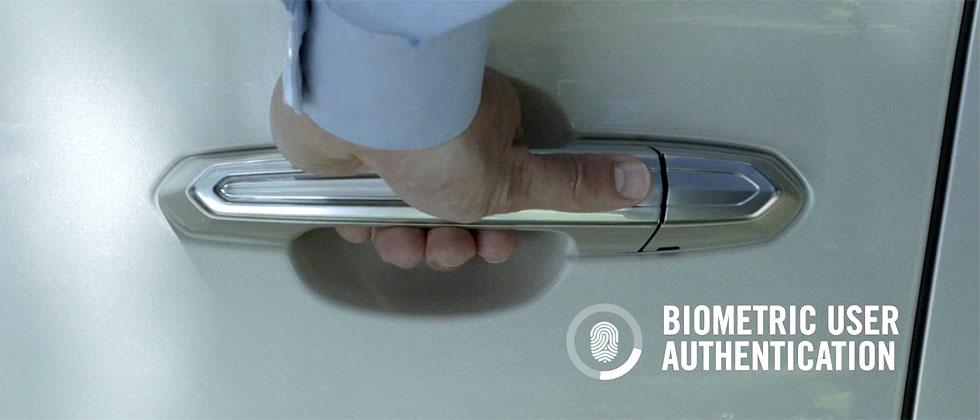 BIOMETRIC USER
AUTHENTICATION